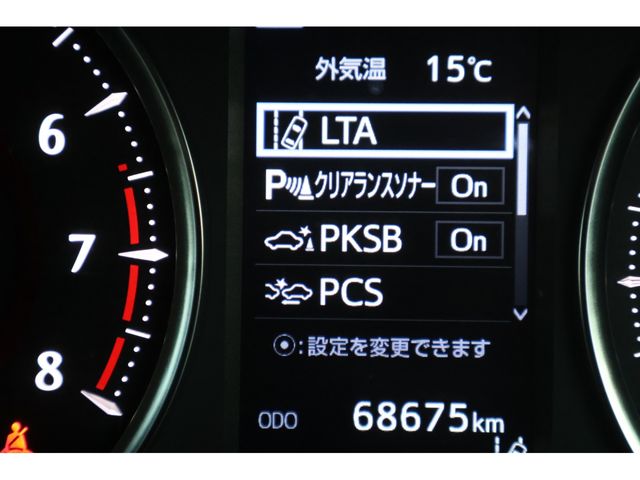 外気温 15℃
LTA
Pクリアランスソナー On
PKSB On
PCS
:設定を変更できます
ODO 68675km
6
7
8